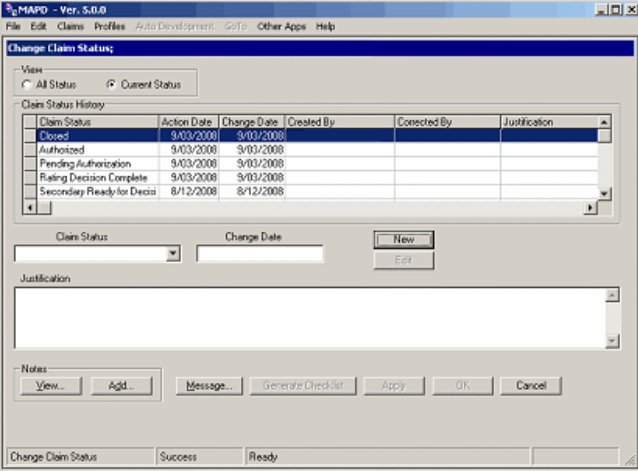 MAPD - Ver. 5.0.0
File Edit Claims Profiles Auto Development GoTo Other Apps Help
Change Claim Status;
View
All Status Current Status
Claim Status History
Claim Status Action Date Change Date Created By Corrected By Justification
Closed 9/03/2008 9/03/2008
Authorized 9/03/2008 9/03/2008
Pending Authorization 9/03/2008 9/03/2008
Rating Decision Complete 9/03/2008 9/03/2008
Secondary Ready for Decisi 8/12/2008 8/12/2008
Claim Status Change Date New
Edit
Justification
Notes
View... Add... Message... Generate Checklist Apply OK Cancel
Change Claim Status Success Ready